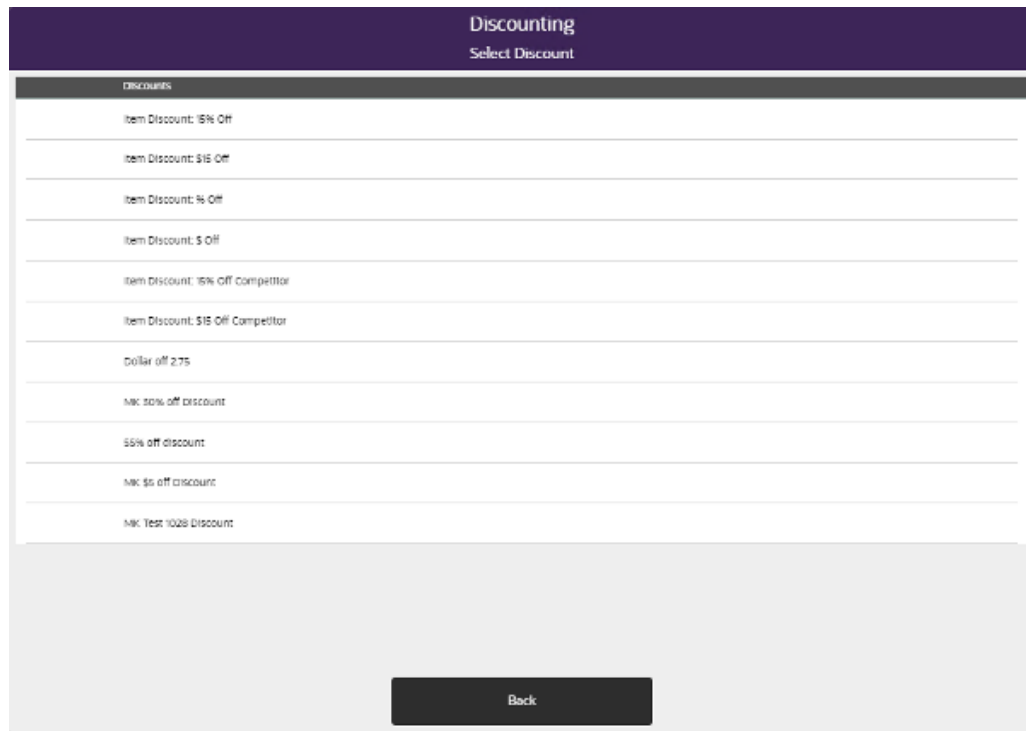 Discounting
Select Discount
Discounts
Item Discount: 15% Off
Item Discount: $15 Off
Item Discount: % Off
Item Discount: $ Off
Item Discount: 15% Off Competitor
Item Discount: $15 Off Competitor
Dollar off 2.75
MK 30% off Discount
55% off discount
MK $5 off Discount
MK Test 1028 Discount
Back